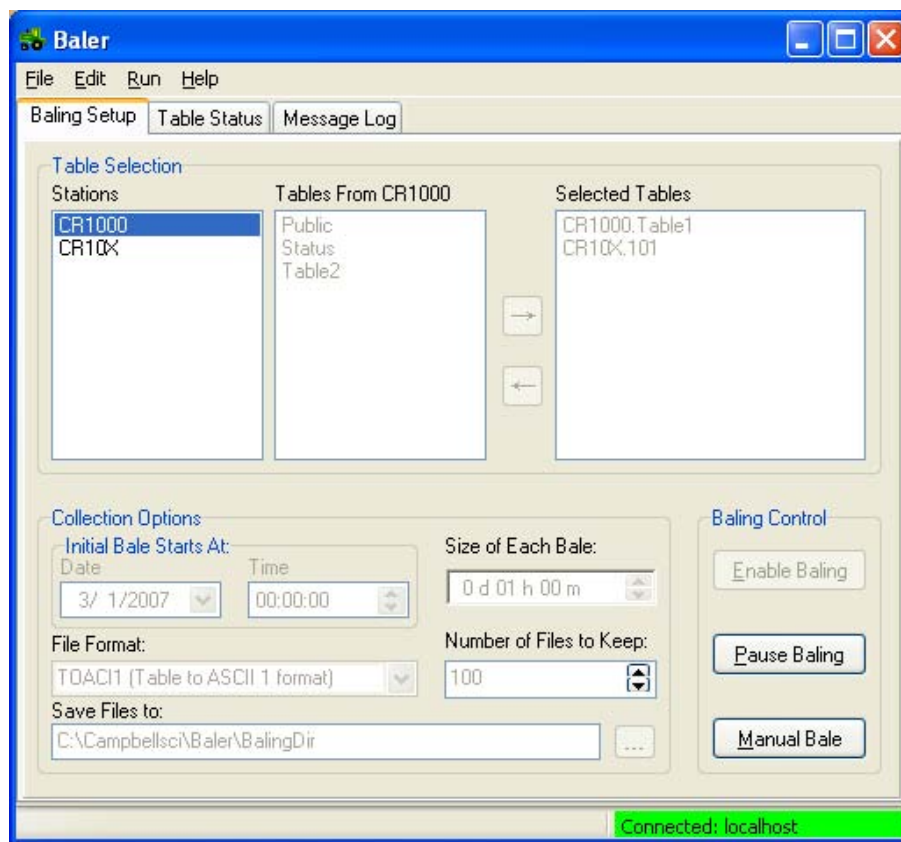 Baler
File Edit Run Help
Baling Setup Table Status Message Log
Table Selection
Stations
CR1000
CR10X
Tables From CR1000
Public
Status
Table2
Selected Tables
CR1000.Table1
CR10X.101
→
←
Collection Options
Initial Bale Starts At:
Date
3/ 1/2007
Time
00:00:00
Size of Each Bale:
0 d 01 h 00 m
File Format:
TOACI1 (Table to ASCII 1 format)
Number of Files to Keep:
100
Save Files to:
C:\Campbellsci\Baler\BalingDir
...
Baling Control
Enable Baling
Pause Baling
Manual Bale
Connected: localhost